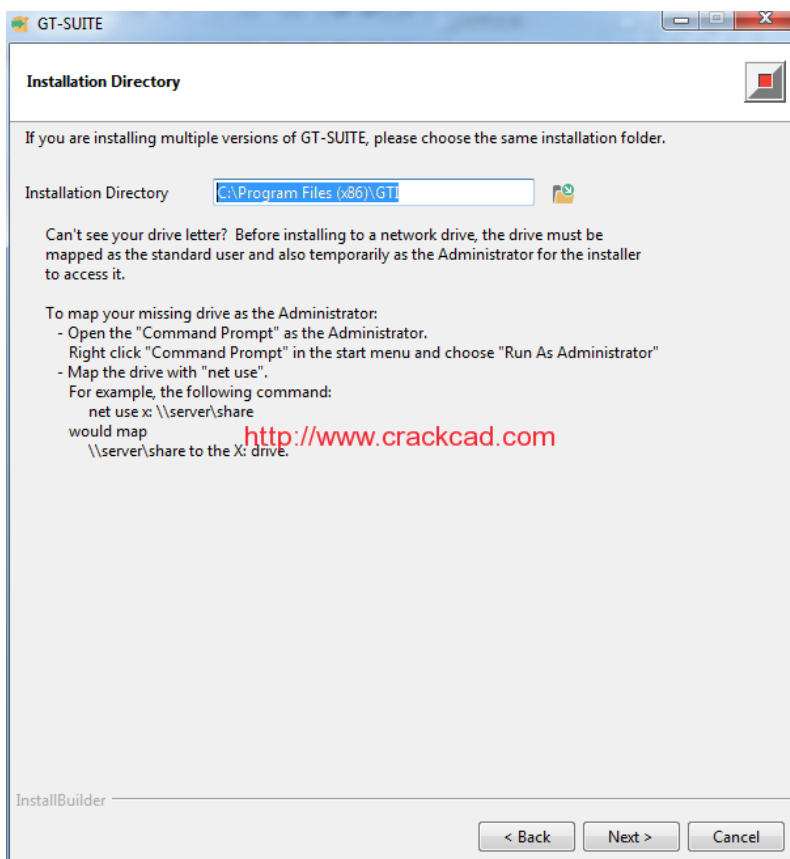 GT-SUITE
Installation Directory
If you are installing multiple versions of GT-SUITE, please choose the same installation folder.
Installation Directory C:\Program Files (x86)\GTI
Can't see your drive letter? Before installing to a network drive, the drive must be
mapped as the standard user and also temporarily as the Administrator for the installer
to access it.
To map your missing drive as the Administrator:
- Open the "Command Prompt" as the Administrator.
Right click "Command Prompt" in the start menu and choose "Run As Administrator"
- Map the drive with "net use".
For example, the following command:
net use x: \\server\share
would map
http://www.crackcad.com
\\server\share to the X: drive.
InstallBuilder
< Back Next > Cancel